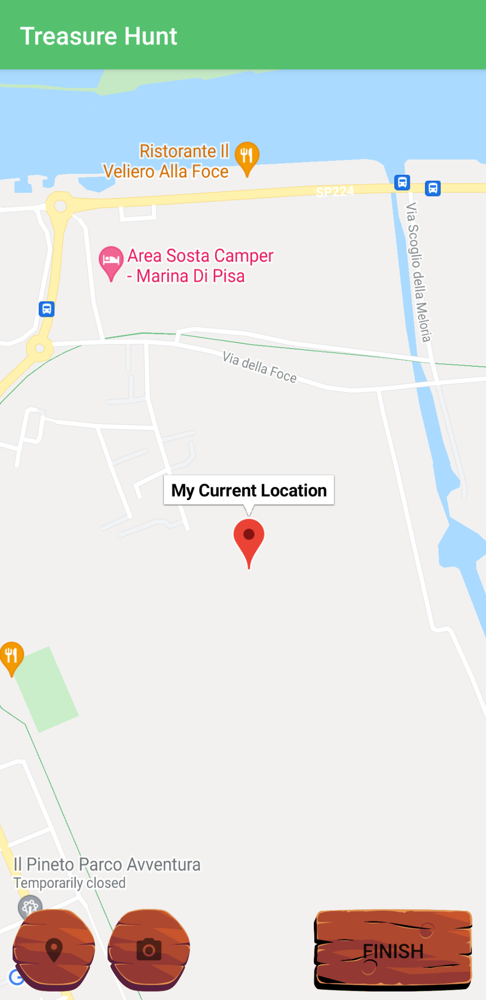 Treasure Hunt
Ristorante Il
Veliero Alla Foce
SP224
Via Scoglio della Meloria
Area Sosta Camper
- Marina Di Pisa
Via della Foce
My Current Location
Il Pineto Parco Avventura
Temporarily closed
FINISH
G